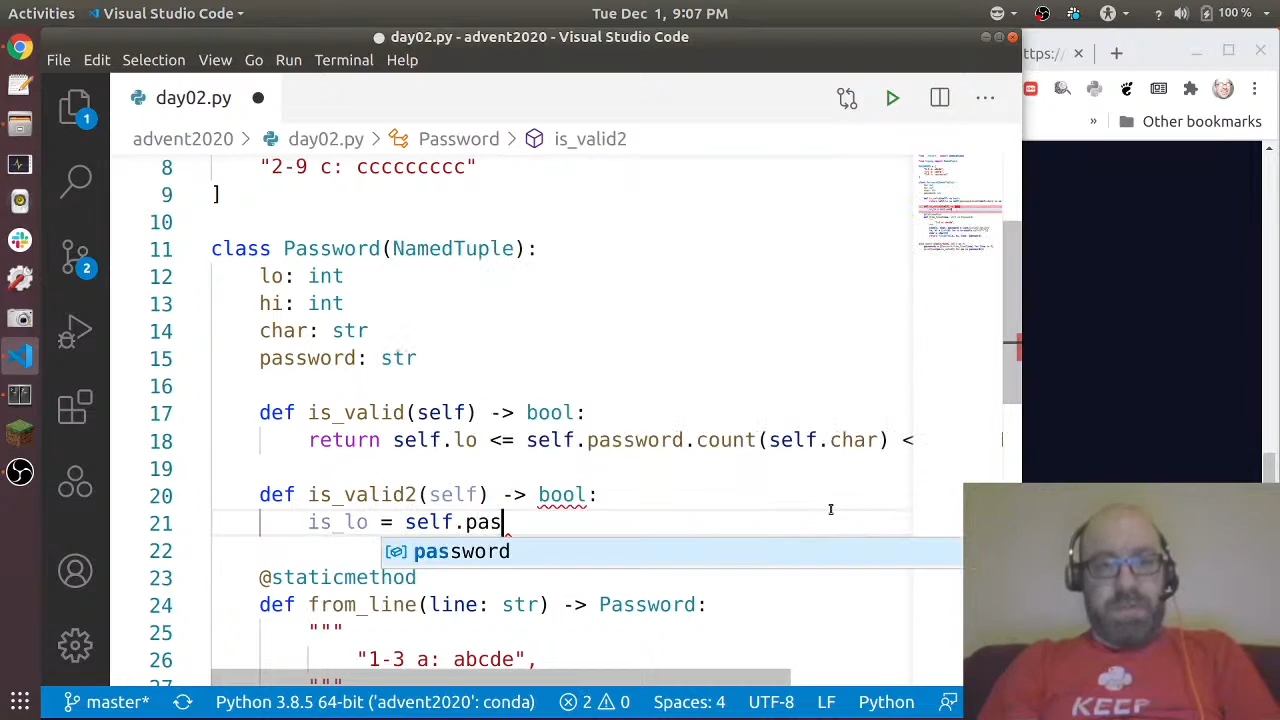 Activities
Visual Studio Code
Tue Dec 1, 9:07 PM
100 %
day02.py - advent2020 - Visual Studio Code
File Edit Selection View Go Run Terminal Help
ttps://
day02.py
Other bookmarks
advent2020 > day02.py > Password > is_valid2
8 "2-9 c: ccccccccc"
9 ]
10
11 class Password(NamedTuple):
12 lo: int
13 hi: int
14 char: str
15 password: str
16
17 def is_valid(self) -> bool:
18 return self.lo <= self.password.count(self.char) <
19
20 def is_valid2(self) -> bool:
21 is_lo = self.pas
password
22
23 @staticmethod
24 def from_line(line: str) -> Password:
25 """
26 "1-3 a: abcde",
27 """
1
2
master*
Python 3.8.5 64-bit ('advent2020': conda)
2 0
Spaces: 4
UTF-8
LF
Python
KEEP